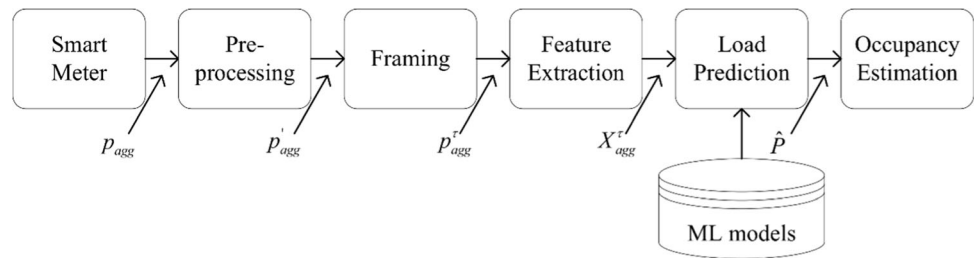 Smart
Meter
Pre-
processing
Framing
Feature
Extraction
Load
Prediction
Occupancy
Estimation
p_agg
p'_agg
p^τ_agg
X^τ_agg
P̂
ML models